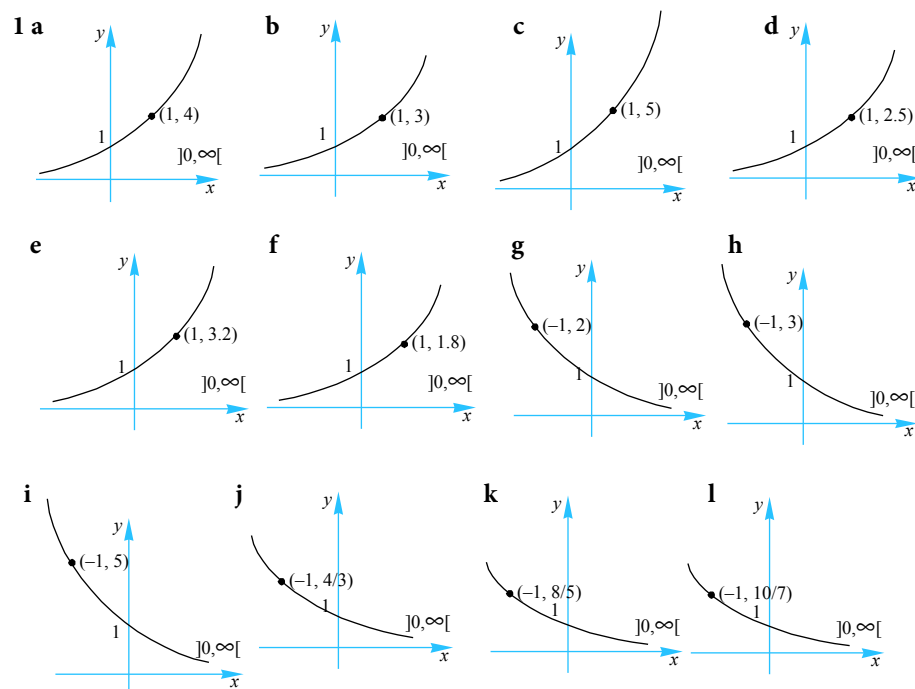 1 a
y
(1, 4)
1
]0,∞[
x
b
y
(1, 3)
1
]0,∞[
x
c
y
(1, 5)
1
]0,∞[
x
d
y
(1, 2.5)
1
]0,∞[
x
e
y
(1, 3.2)
1
]0,∞[
x
f
y
(1, 1.8)
1
]0,∞[
x
g
y
(–1, 2)
1
]0,∞[
x
h
y
(–1, 3)
1
]0,∞[
x
i
y
(–1, 5)
1
]0,∞[
x
j
y
(–1, 4/3)
1
]0,∞[
x
k
y
(–1, 8/5)
1
]0,∞[
x
l
y
(–1, 10/7)
1
]0,∞[
x